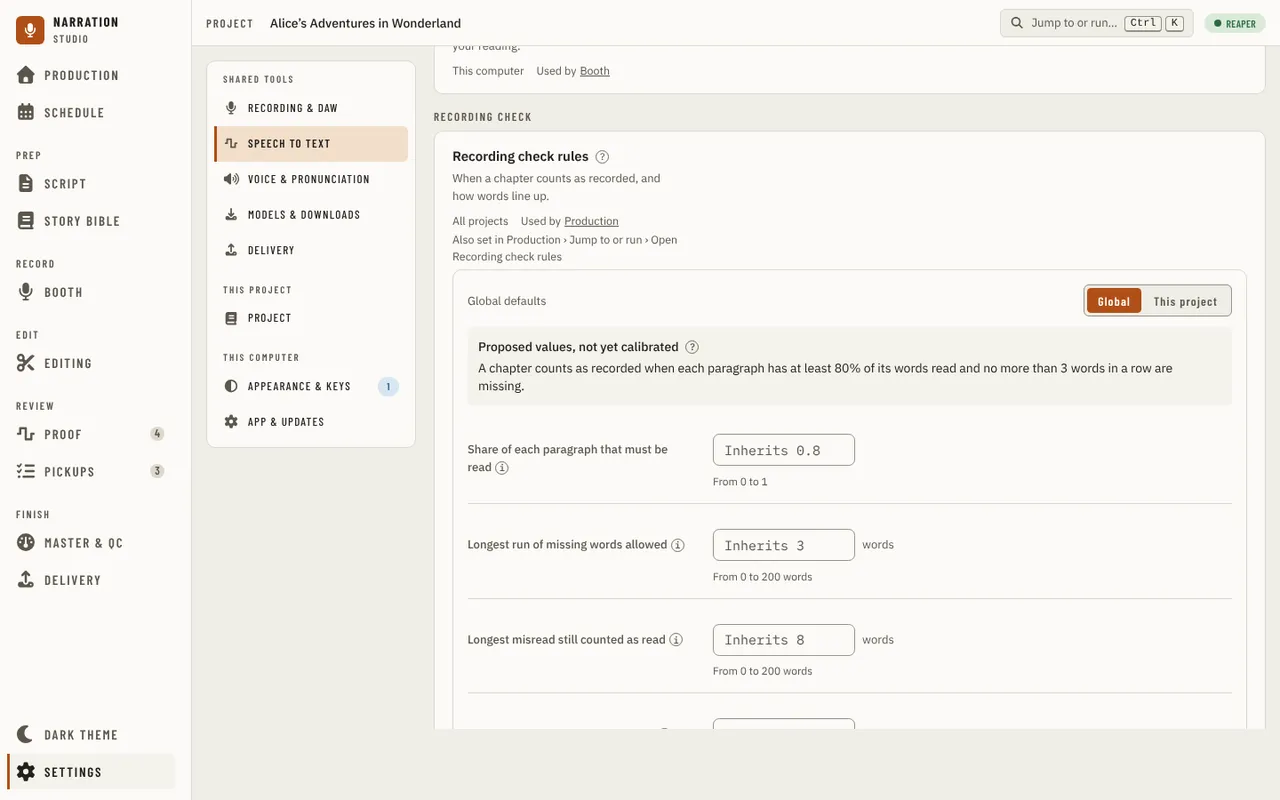 NARRATION
STUDIO
PRODUCTION
SCHEDULE
PREP
SCRIPT
STORY BIBLE
RECORD
BOOTH
EDIT
EDITING
REVIEW
PROOF 4
PICKUPS 3
FINISH
MASTER & QC
DELIVERY
DARK THEME
SETTINGS
PROJECT Alice's Adventures in Wonderland
Jump to or run... Ctrl K
REAPER
SHARED TOOLS
RECORDING & DAW
SPEECH TO TEXT
VOICE & PRONUNCIATION
MODELS & DOWNLOADS
DELIVERY
THIS PROJECT
PROJECT
THIS COMPUTER
APPEARANCE & KEYS 1
APP & UPDATES
your reading.
This computer Used by Booth
RECORDING CHECK
Recording check rules ?
When a chapter counts as recorded, and
how words line up.
All projects Used by Production
Also set in Production › Jump to or run › Open
Recording check rules
Global defaults
Global This project
Proposed values, not yet calibrated ?
A chapter counts as recorded when each paragraph has at least 80% of its words read and no more than 3 words in a row are
missing.
Share of each paragraph that must be
read i
Inherits 0.8
From 0 to 1
Longest run of missing words allowed i
Inherits 3 words
From 0 to 200 words
Longest misread still counted as read i
Inherits 8 words
From 0 to 200 words